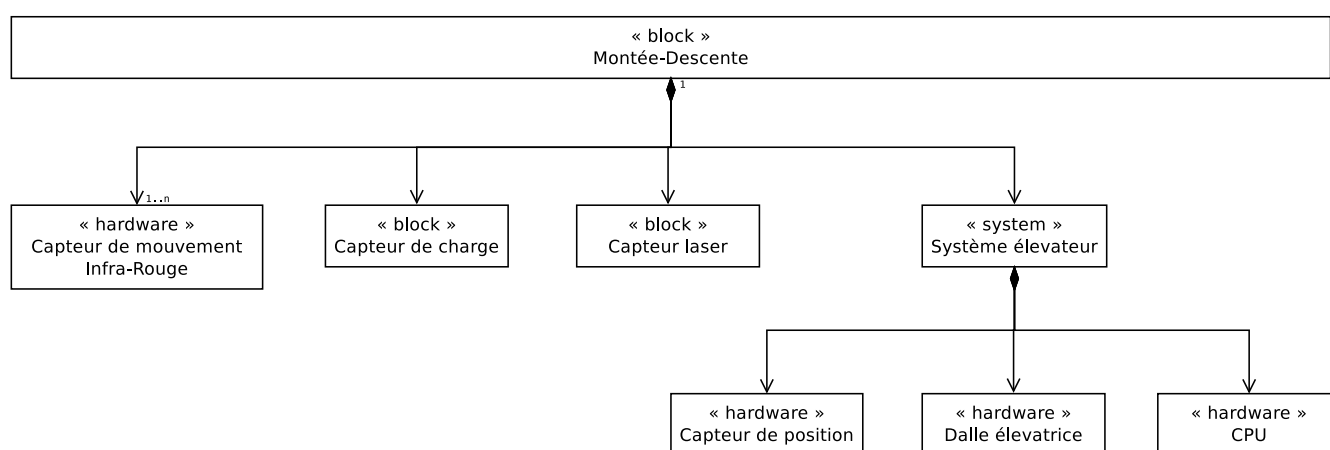 « block »
Montée-Descente
1
1..n
« hardware »
Capteur de mouvement
Infra-Rouge
« block »
Capteur de charge
« block »
Capteur laser
« system »
Système élevateur
« hardware »
Capteur de position
« hardware »
Dalle élevatrice
« hardware »
CPU